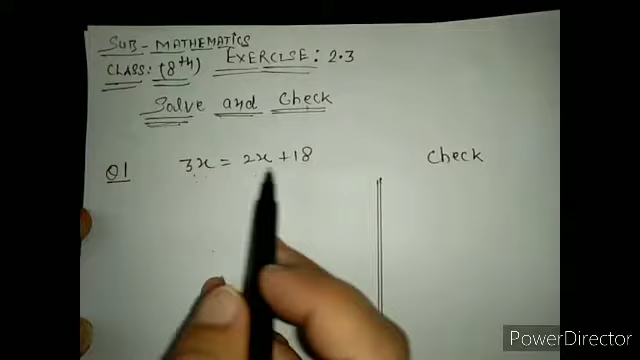 SUB- MATHEMATICS
CLASS: (8th) EXERCISE: 2.3
Solve and Check
Q1 3x = 2x + 18 Check
PowerDirector